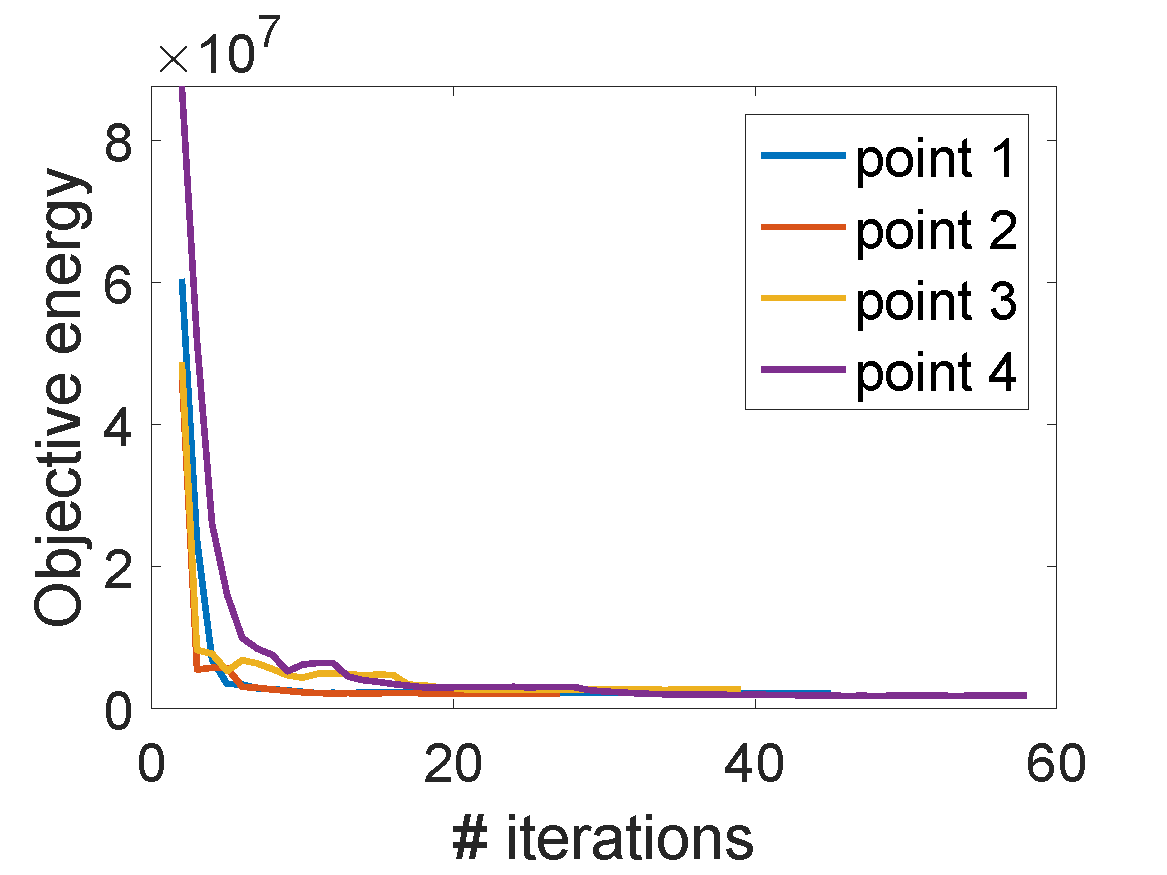 ×10^7
8
6
4
2
0
0 20 40 60
Objective energy
# iterations
point 1
point 2
point 3
point 4